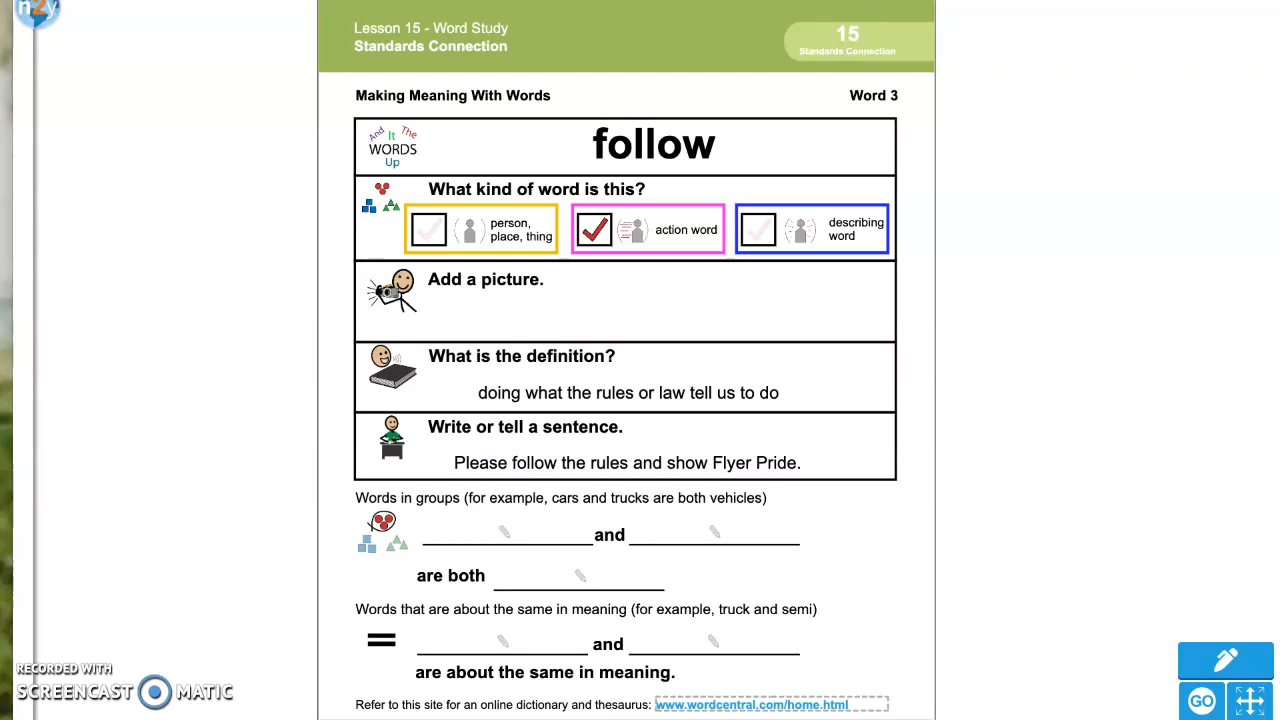 n2y
Lesson 15 - Word Study
Standards Connection
15
Standards Connection
Making Meaning With Words
Word 3
And It The
WORDS
Up
follow
What kind of word is this?
person,
place, thing
action word
describing
word
Add a picture.
What is the definition?
doing what the rules or law tell us to do
Write or tell a sentence.
Please follow the rules and show Flyer Pride.
Words in groups (for example, cars and trucks are both vehicles)
and
are both
Words that are about the same in meaning (for example, truck and semi)
= and
are about the same in meaning.
Refer to this site for an online dictionary and thesaurus: www.wordcentral.com/home.html
RECORDED WITH
SCREENCAST MATIC
GO